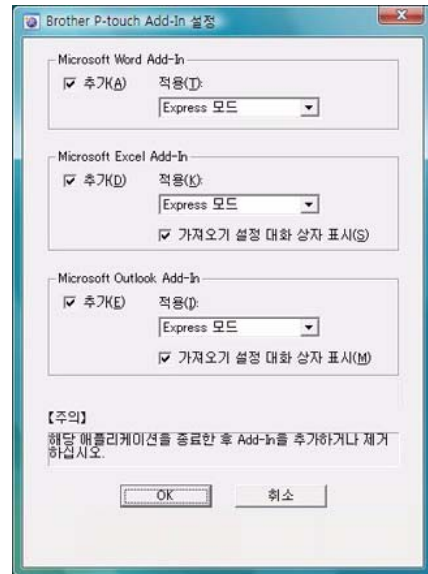 Brother P-touch Add-In 설정
Microsoft Word Add-In
추가(A) 적용(T):
Express 모드
Microsoft Excel Add-In
추가(D) 적용(K):
Express 모드
가져오기 설정 대화 상자 표시(S)
Microsoft Outlook Add-In
추가(E) 적용(I):
Express 모드
가져오기 설정 대화 상자 표시(M)
【주의】
해당 애플리케이션을 종료한 후 Add-In을 추가하거나 제거
하십시오.
OK 취소